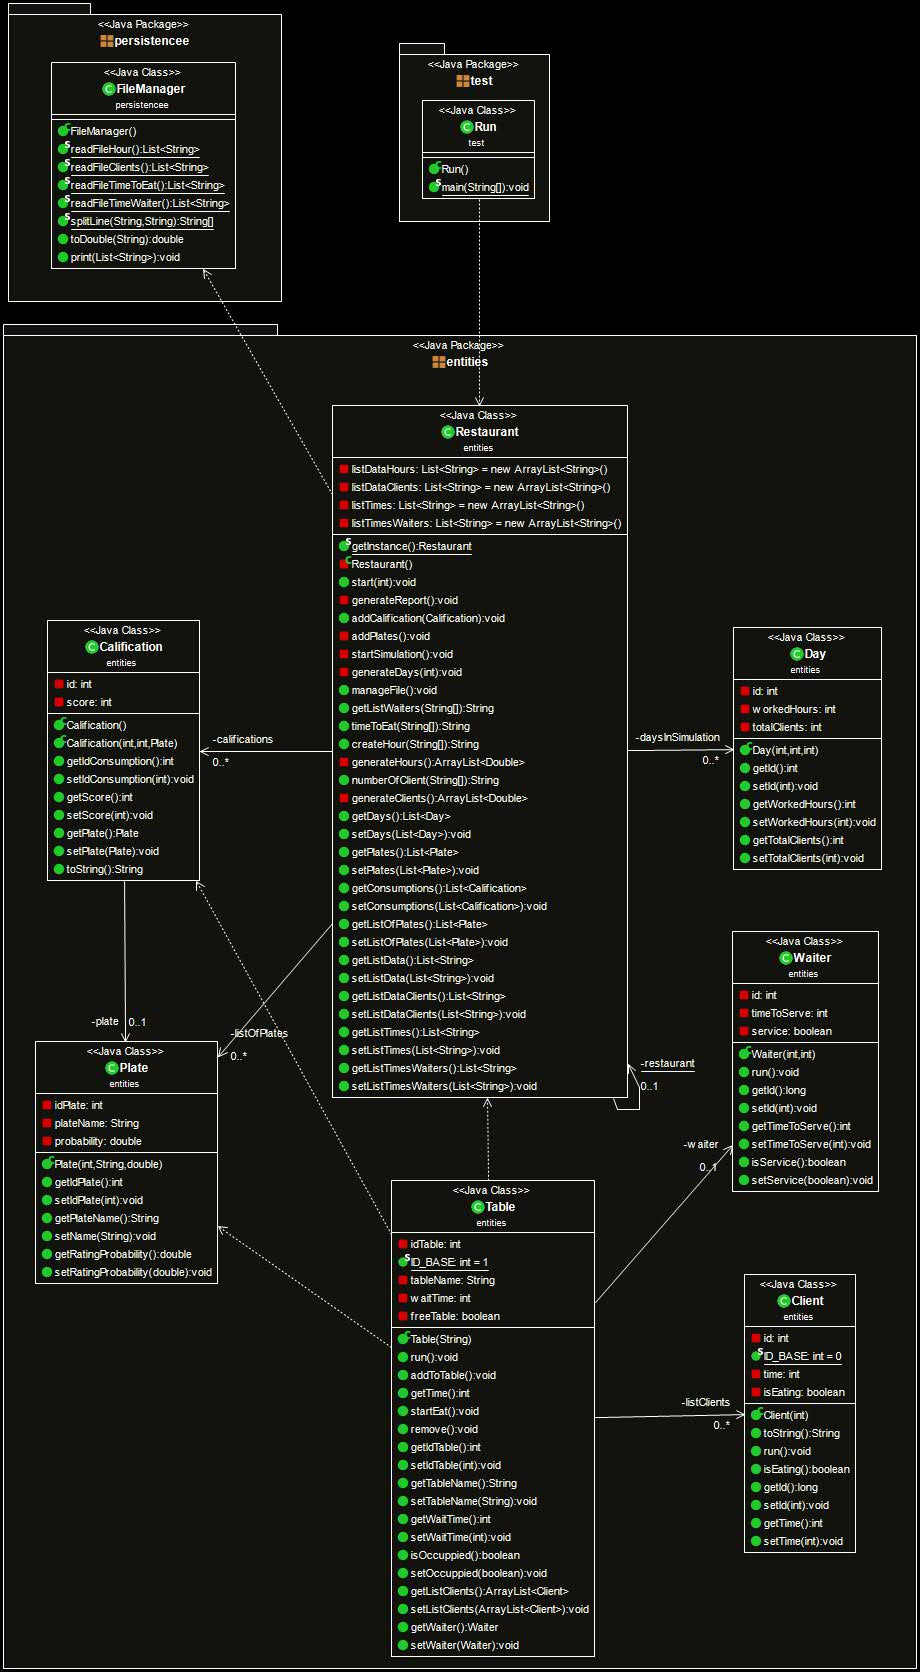 <<Java Package>>
persistencee
<<Java Class>>
FileManager
persistencee
FileManager()
readFileHour():List<String>
readFileClients():List<String>
readFileTimeToEat():List<String>
readFileTimeWaiter():List<String>
splitLine(String,String):String[]
toDouble(String):double
print(List<String>):void
<<Java Package>>
test
<<Java Class>>
Run
test
Run()
main(String[]):void
<<Java Package>>
entities
<<Java Class>>
Restaurant
entities
listDataHours: List<String> = new ArrayList<String>()
listDataClients: List<String> = new ArrayList<String>()
listTimes: List<String> = new ArrayList<String>()
listTimesWaiters: List<String> = new ArrayList<String>()
getInstance():Restaurant
Restaurant()
start(int):void
generateReport():void
addCalification(Calification):void
addPlates():void
startSimulation():void
generateDays(int):void
manageFile():void
getListWaiters(String[]):String
timeToEat(String[]):String
createHour(String[]):String
generateHours():ArrayList<Double>
numberOfClient(String[]):String
generateClients():ArrayList<Double>
getDays():List<Day>
setDays(List<Day>):void
getPlates():List<Plate>
setPlates(List<Plate>):void
getConsumptions():List<Calification>
setConsumptions(List<Calification>):void
getListOfPlates():List<Plate>
setListOfPlates(List<Plate>):void
getListData():List<String>
setListData(List<String>):void
getListDataClients():List<String>
setListDataClients(List<String>):void
getListTimes():List<String>
setListTimes(List<String>):void
getListTimesWaiters():List<String>
setListTimesWaiters(List<String>):void
<<Java Class>>
Calification
entities
id: int
score: int
Calification()
Calification(int,int,Plate)
getIdConsumption():int
setIdConsumption(int):void
getScore():int
setScore(int):void
getPlate():Plate
setPlate(Plate):void
toString():String
-califications
0..*
-daysInSimulation
0..*
<<Java Class>>
Day
entities
id: int
workedHours: int
totalClients: int
Day(int,int,int)
getId():int
setId(int):void
getWorkedHours():int
setWorkedHours(int):void
getTotalClients():int
setTotalClients(int):void
-plate
0..1
-listOfPlates
0..*
-restaurant
0..1
<<Java Class>>
Waiter
entities
id: int
timeToServe: int
service: boolean
Waiter(int,int)
run():void
getId():long
setId(int):void
getTimeToServe():int
setTimeToServe(int):void
isService():boolean
setService(boolean):void
<<Java Class>>
Plate
entities
idPlate: int
plateName: String
probability: double
Plate(int,String,double)
getIdPlate():int
setIdPlate(int):void
getPlateName():String
setName(String):void
getRatingProbability():double
setRatingProbability(double):void
-waiter
0..1
<<Java Class>>
Table
entities
idTable: int
ID_BASE: int = 1
tableName: String
waitTime: int
freeTable: boolean
Table(String)
run():void
addToTable():void
getTime():int
startEat():void
remove():void
getIdTable():int
setIdTable(int):void
getTableName():String
setTableName(String):void
getWaitTime():int
setWaitTime(int):void
isOccuppied():boolean
setOccuppied(boolean):void
getListClients():ArrayList<Client>
setListClients(ArrayList<Client>):void
getWaiter():Waiter
setWaiter(Waiter):void
-listClients
0..*
<<Java Class>>
Client
entities
id: int
ID_BASE: int = 0
time: int
isEating: boolean
Client(int)
toString():String
run():void
isEating():boolean
getId():long
setId(int):void
getTime():int
setTime(int):void